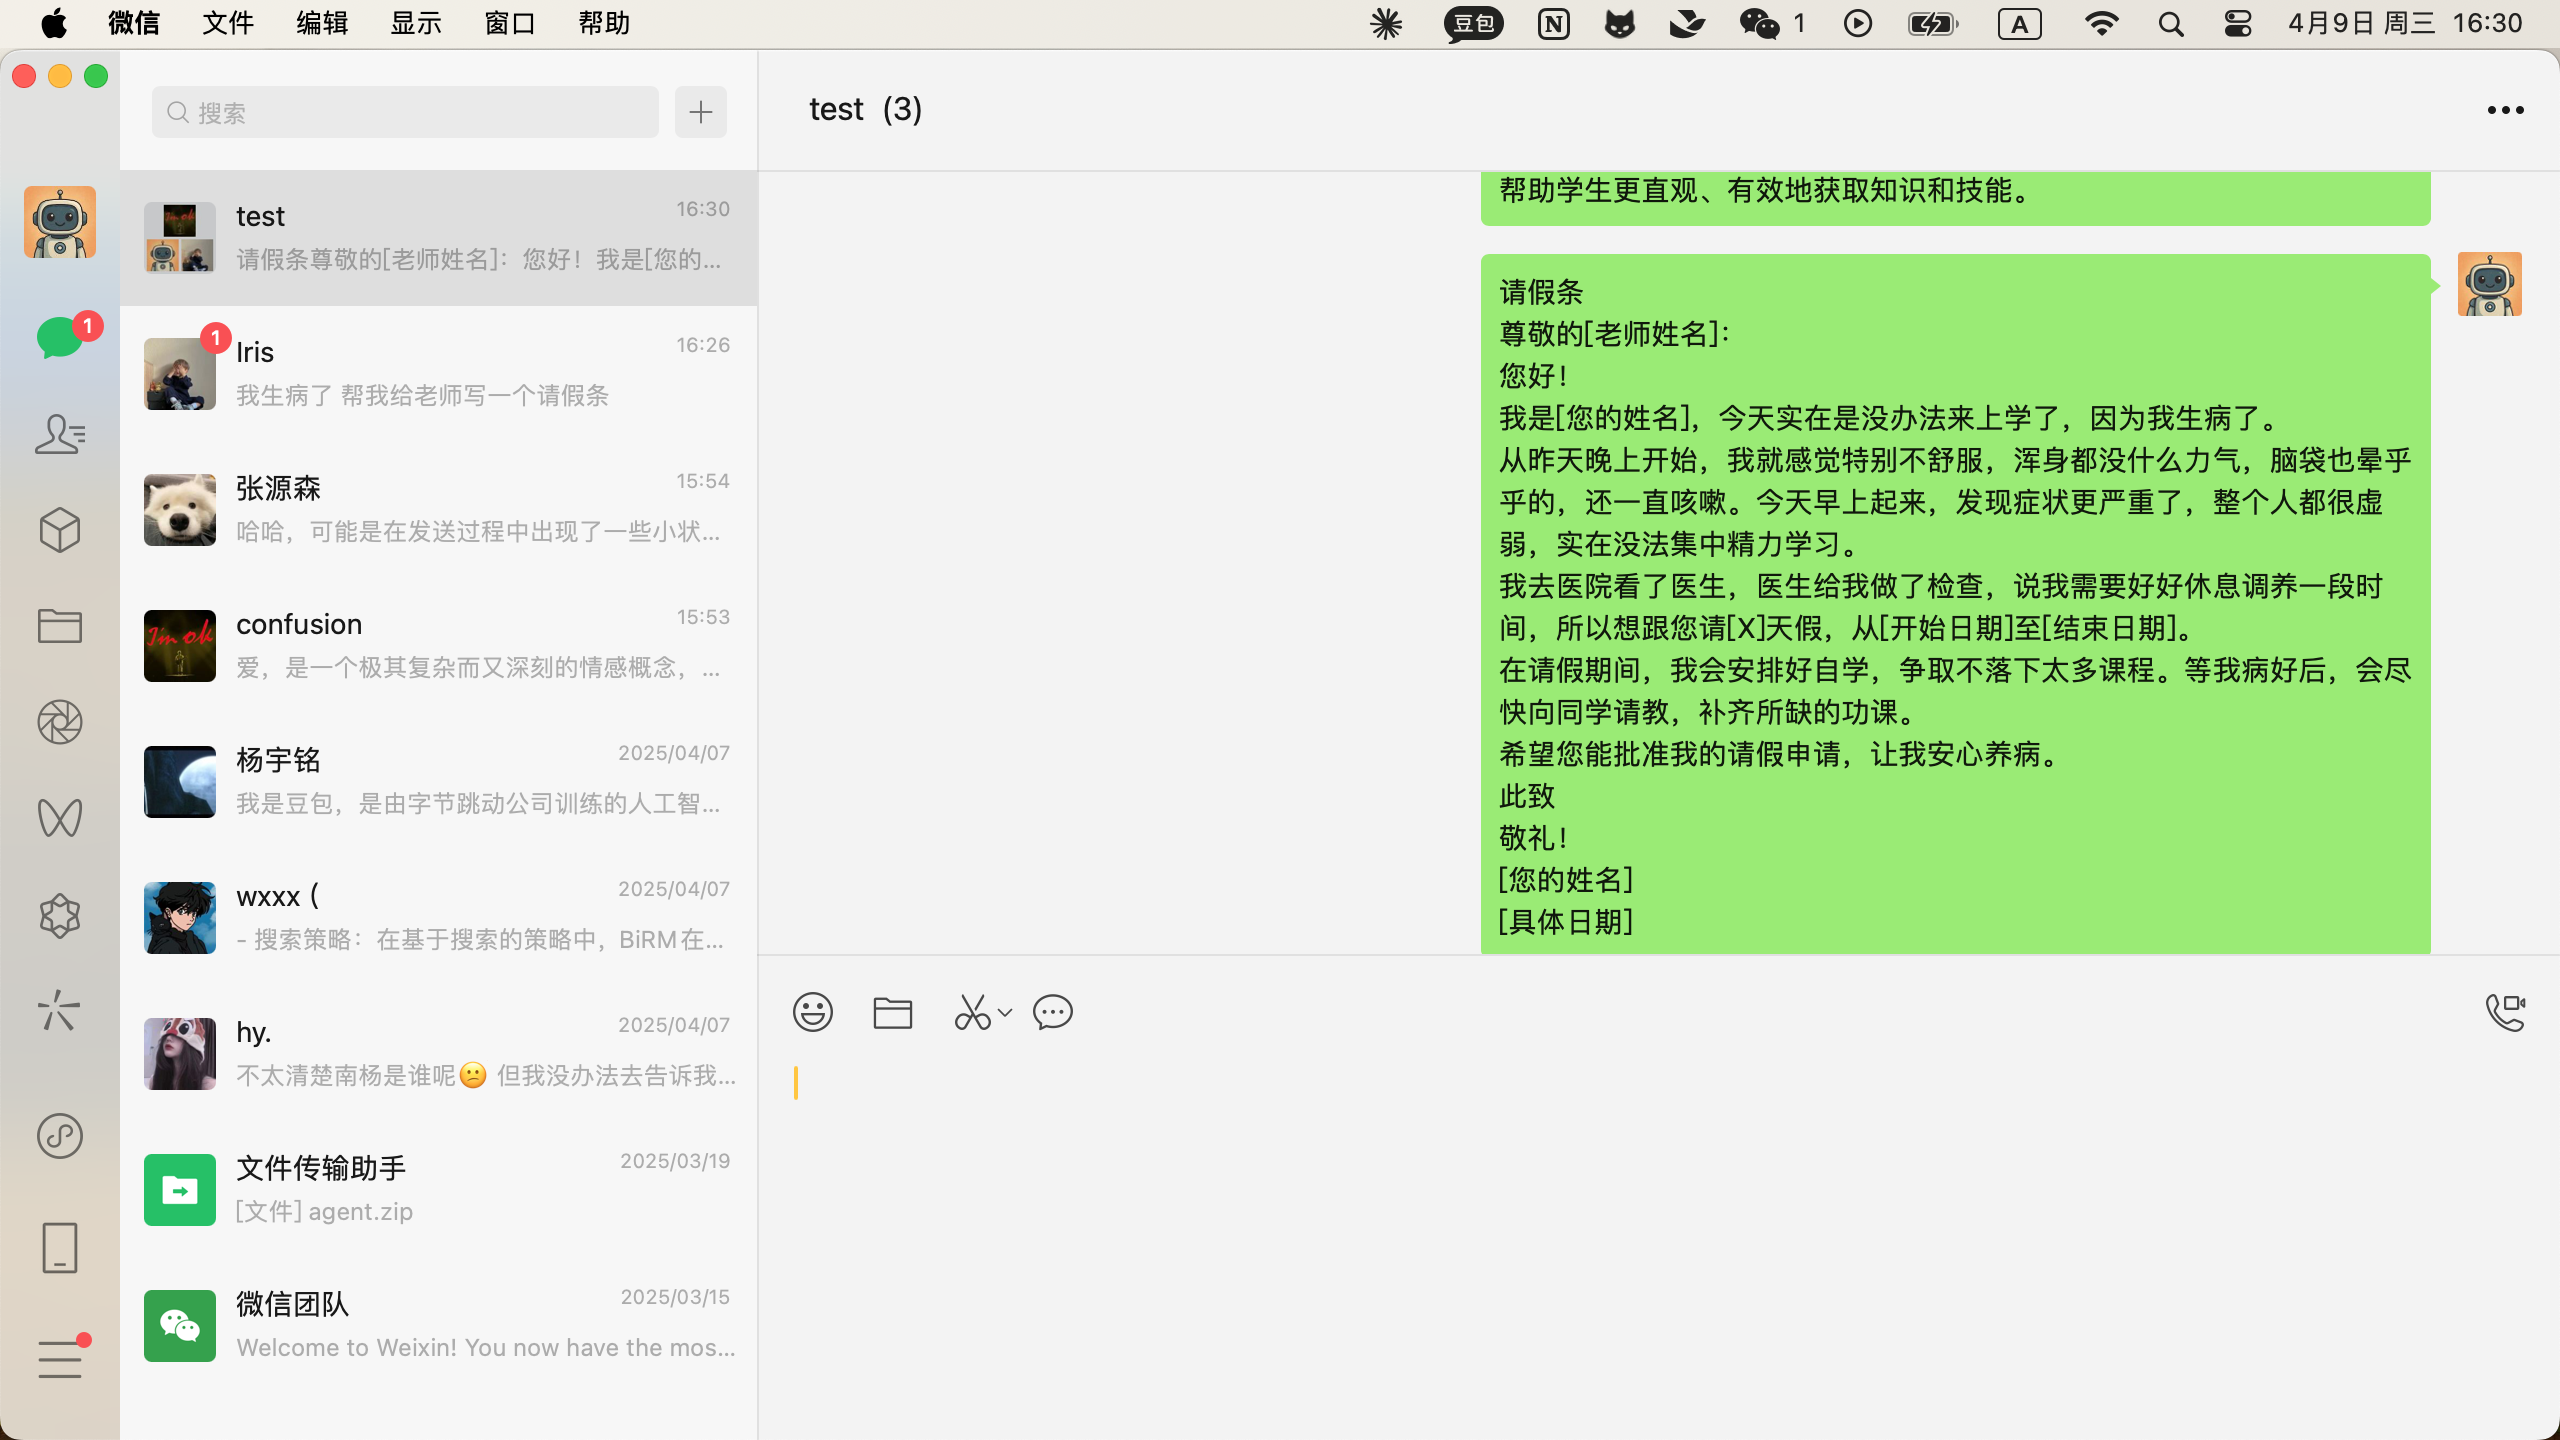 微信 文件 编辑 显示 窗口 帮助 豆包 N 1 A 4月9日 周三 16:30
搜索
test 16:30
请假条尊敬的[老师姓名]：您好！我是[您的...
1
1
Iris 16:26
我生病了 帮我给老师写一个请假条
张源森 15:54
哈哈，可能是在发送过程中出现了一些小状...
I'm ok
confusion 15:53
爱，是一个极其复杂而又深刻的情感概念，...
杨宇铭 2025/04/07
我是豆包，是由字节跳动公司训练的人工智...
wxxx ( 2025/04/07
- 搜索策略：在基于搜索的策略中，BiRM在...
hy. 2025/04/07
不太清楚南杨是谁呢😕 但我没办法去告诉我...
文件传输助手 2025/03/19
[文件] agent.zip
微信团队 2025/03/15
Welcome to Weixin! You now have the mos...
test (3)
帮助学生更直观、有效地获取知识和技能。
请假条
尊敬的[老师姓名]：
您好！
我是[您的姓名]，今天实在是没办法来上学了，因为我生病了。
从昨天晚上开始，我就感觉特别不舒服，浑身都没什么力气，脑袋也晕乎
乎的，还一直咳嗽。今天早上起来，发现症状更严重了，整个人都很虚
弱，实在没法集中精力学习。
我去医院看了医生，医生给我做了检查，说我需要好好休息调养一段时
间，所以想跟您请[X]天假，从[开始日期]至[结束日期]。
在请假期间，我会安排好自学，争取不落下太多课程。等我病好后，会尽
快向同学请教，补齐所缺的功课。
希望您能批准我的请假申请，让我安心养病。
此致
敬礼！
[您的姓名]
[具体日期]